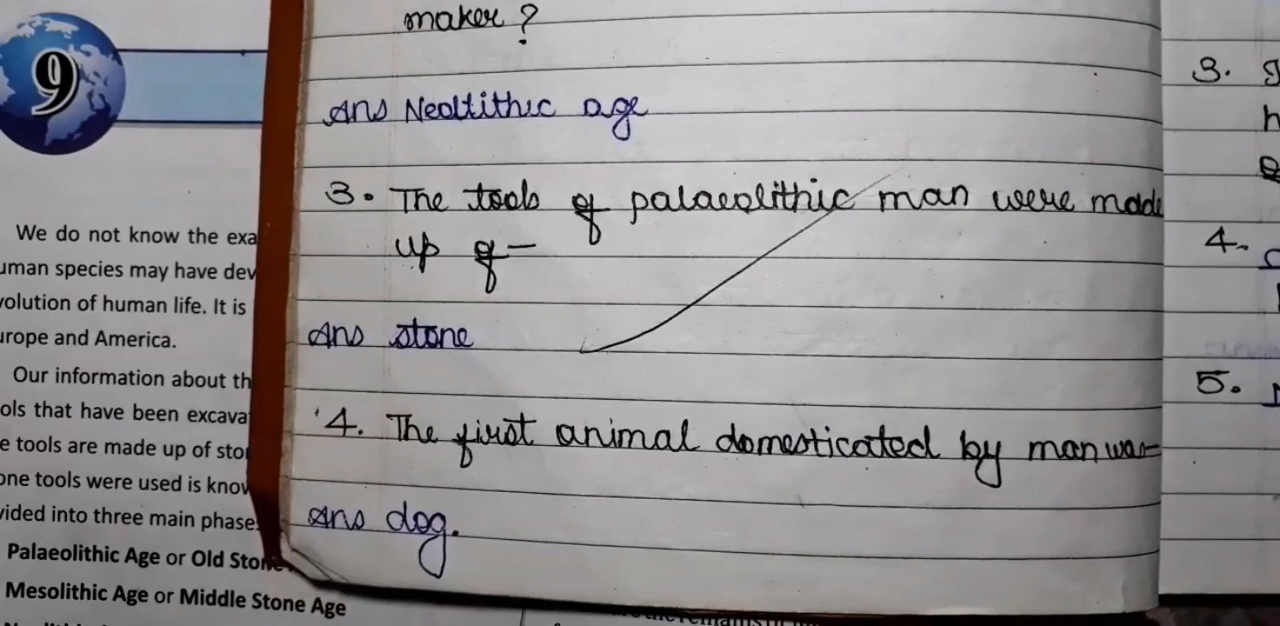 9
We do not know the exa
uman species may have dev
volution of human life. It is
urope and America.
Our information about th
ols that have been excava
e tools are made up of sto
one tools were used is know
vided into three main phase
Palaeolithic Age or Old Stone
Mesolithic Age or Middle Stone Age
maker?
Ans Neoltithic age
3. The tools of palaeolithic man were made
up of-
Ans stone
4. The first animal domesticated by man was-
Ans dog.
3.
4.
5.